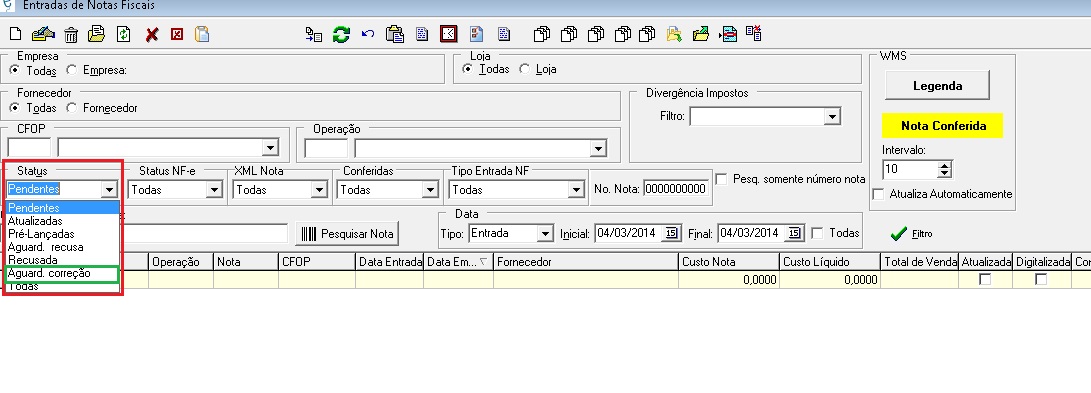 Entradas de Notas Fiscais
Empresa
Todas Empresa:
Loja
Todas Loja
WMS
Legenda
Fornecedor
Todas Fornecedor
Divergência Impostos
Filtro:
Nota Conferida
CFOP
Operação
Intervalo:
10
Status
Pendentes
Status NF-e
Todas
XML Nota
Todas
Conferidas
Todas
Tipo Entrada NF
Todas
No. Nota: 0000000000
Pesq. somente número nota
Atualiza Automaticamente
Pendentes
Atualizadas
Pré-Lançadas
Aguard. recusa
Recusada
Aguard. correção
Todas
Pesquisar Nota
Data
Tipo: Entrada Inicial: 04/03/2014 15 Final: 04/03/2014 15 Todas
Filtro
Operação Nota CFOP Data Entrada Data Em... Fornecedor Custo Nota Custo Líquido Total de Venda Atualizada Digitalizada Con
0,0000 0,0000